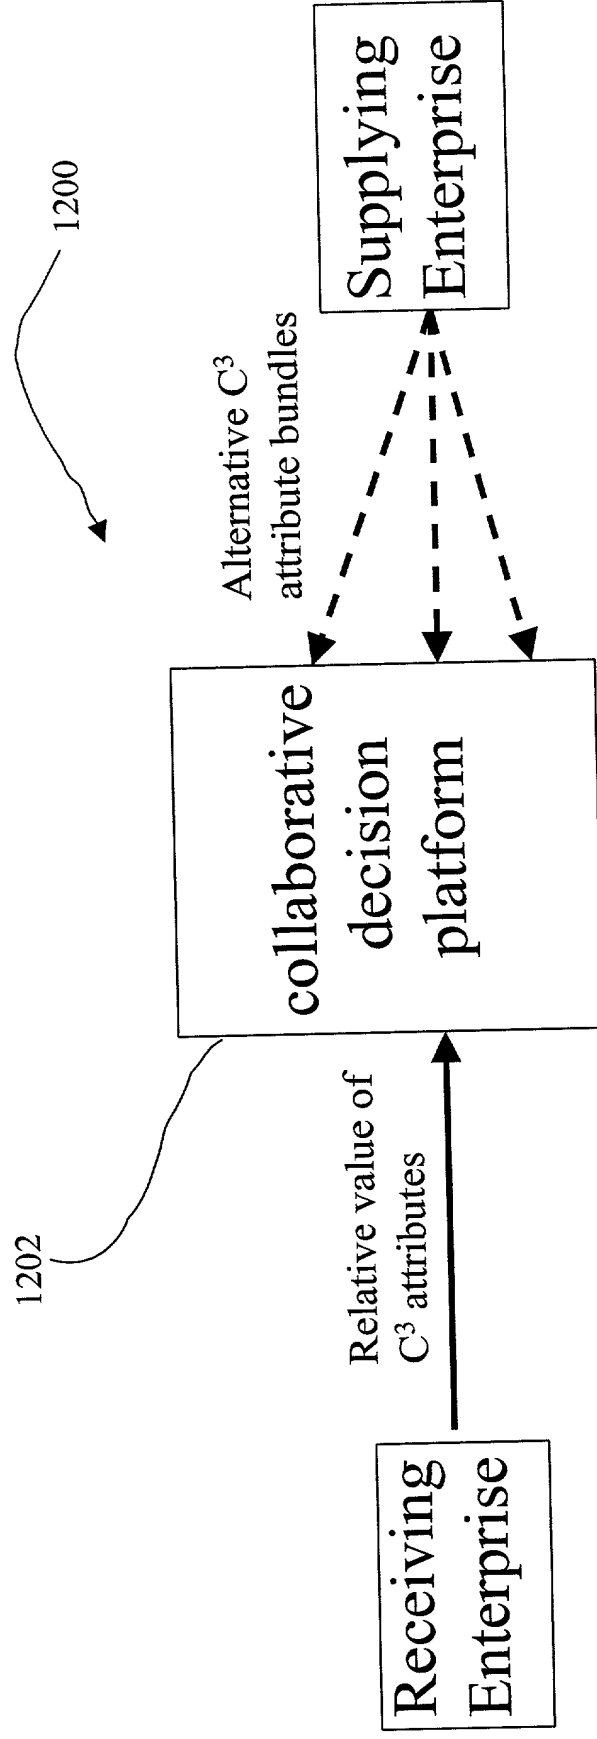 1200
1202
Receiving
Enterprise
Relative value of
C³ attributes
collaborative
decision
platform
Alternative C³
attribute bundles
Supplying
Enterprise